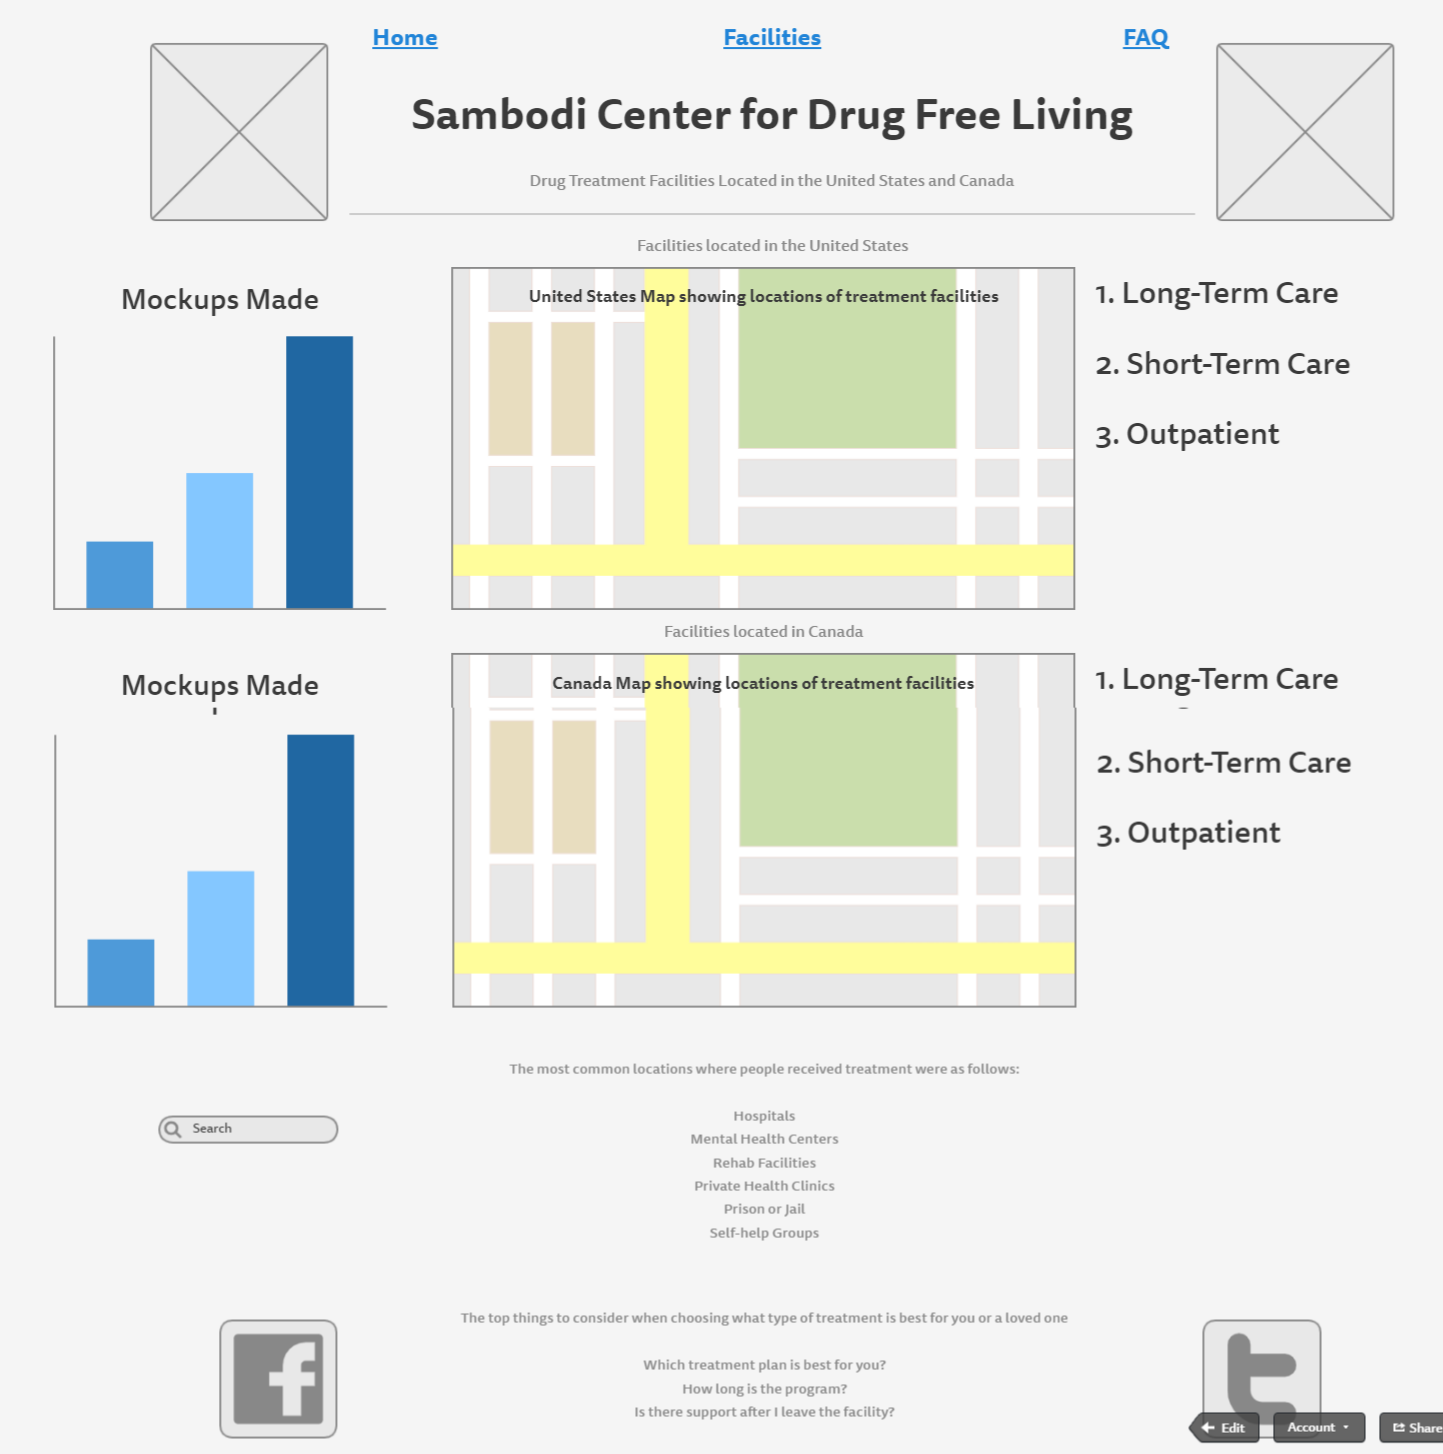 Home
Facilities
FAQ
Sambodi Center for Drug Free Living
Drug Treatment Facilities Located in the United States and Canada
Facilities located in the United States
Mockups Made
United States Map showing locations of treatment facilities
1. Long-Term Care
2. Short-Term Care
3. Outpatient
Facilities located in Canada
Mockups Made
Canada Map showing locations of treatment facilities
1. Long-Term Care
2. Short-Term Care
3. Outpatient
The most common locations where people received treatment were as follows:
Search
Hospitals
Mental Health Centers
Rehab Facilities
Private Health Clinics
Prison or Jail
Self-help Groups
The top things to consider when choosing what type of treatment is best for you or a loved one
Which treatment plan is best for you?
How long is the program?
Is there support after I leave the facility?
Edit
Account
Share